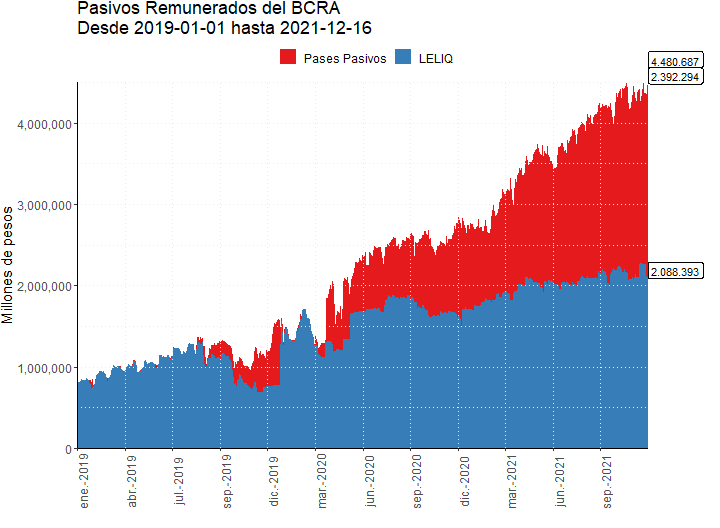 Pasivos Remunerados del BCRA
Desde 2019-01-01 hasta 2021-12-16
Pases Pasivos LELIQ
4.480.687
2.392.294
2.088.393
Millones de pesos
4,000,000
3,000,000
2,000,000
1,000,000
0
ene.-2019
abr.-2019
jul.-2019
sep.-2019
dic.-2019
mar.-2020
jun.-2020
sep.-2020
dic.-2020
mar.-2021
jun.-2021
sep.-2021